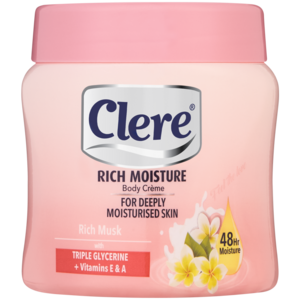 Clere®
RICH MOISTURE
Body Crème
FOR DEEPLY
MOISTURISED SKIN
Rich Musk
with
TRIPLE GLYCERINE
+ Vitamins E & A
48Hr
Moisture